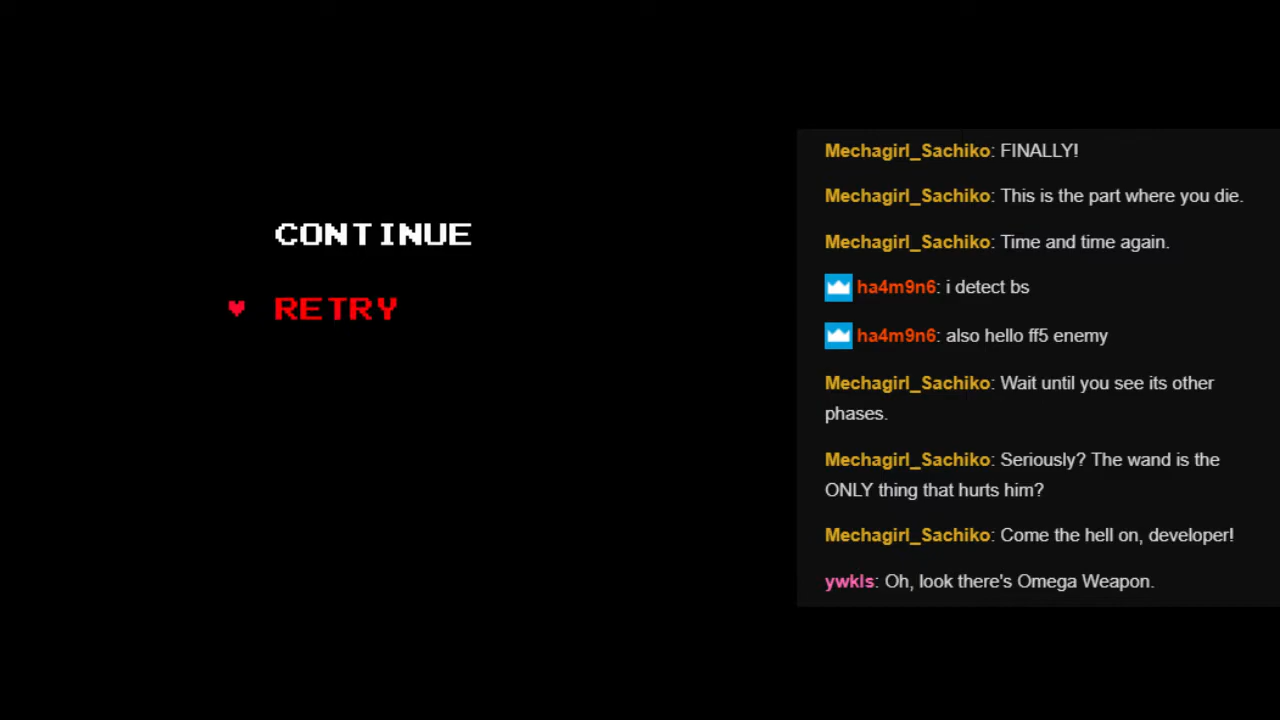 CONTINUE
RETRY
Mechagirl_Sachiko: FINALLY!
Mechagirl_Sachiko: This is the part where you die.
Mechagirl_Sachiko: Time and time again.
ha4m9n6: i detect bs
ha4m9n6: also hello ff5 enemy
Mechagirl_Sachiko: Wait until you see its other
phases.
Mechagirl_Sachiko: Seriously? The wand is the
ONLY thing that hurts him?
Mechagirl_Sachiko: Come the hell on, developer!
ywkls: Oh, look there's Omega Weapon.